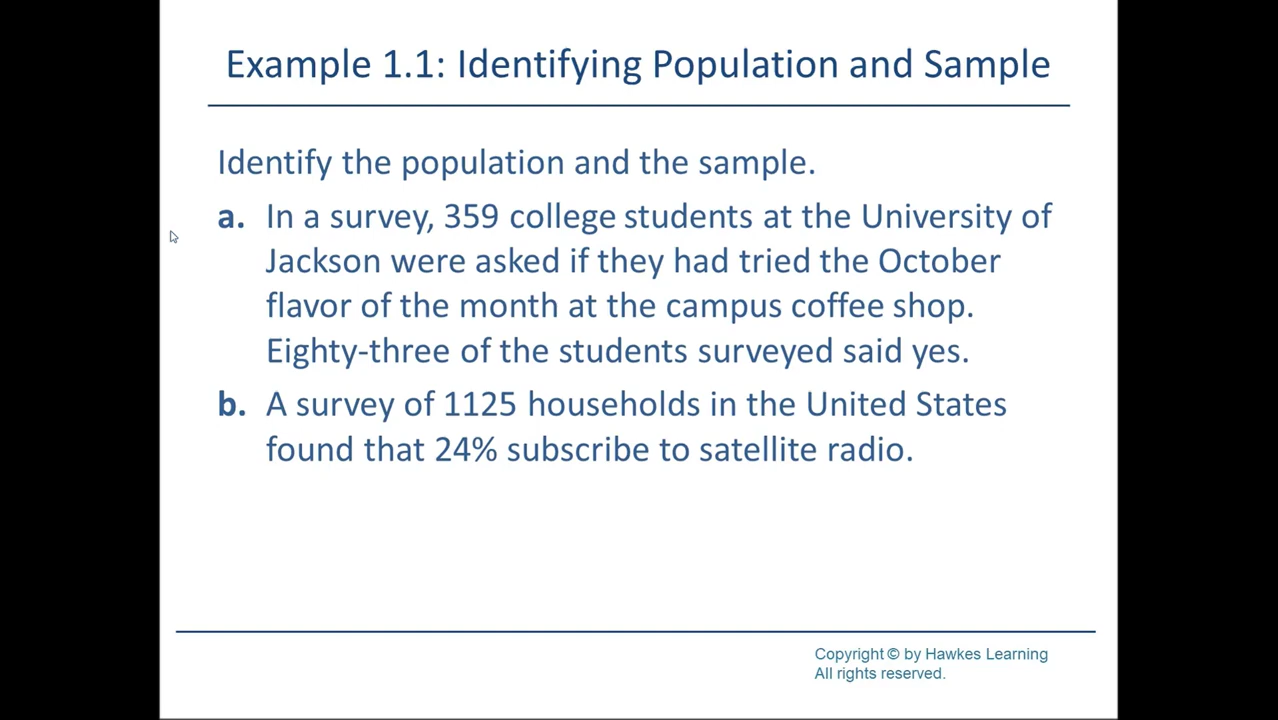 Example 1.1: Identifying Population and Sample
Identify the population and the sample.
a. In a survey, 359 college students at the University of
Jackson were asked if they had tried the October
flavor of the month at the campus coffee shop.
Eighty-three of the students surveyed said yes.
b. A survey of 1125 households in the United States
found that 24% subscribe to satellite radio.
Copyright © by Hawkes Learning
All rights reserved.